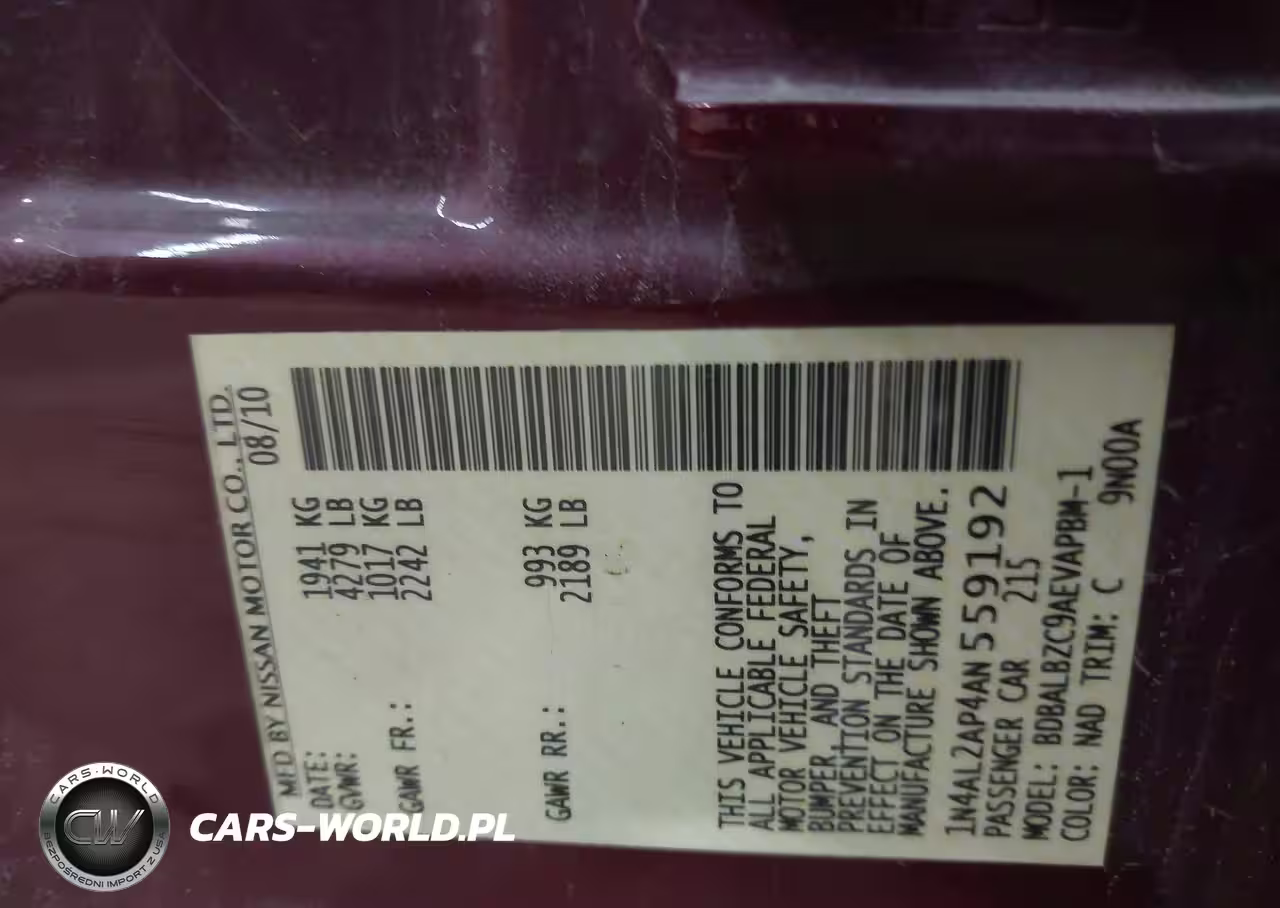 MFD BY NISSAN MOTOR CO., LTD.
DATE: 08/10
GVWR: 1941 KG
4279 LB
GAWR FR.: 1017 KG
2242 LB
GAWR RR.: 993 KG
2189 LB
THIS VEHICLE CONFORMS TO
ALL APPLICABLE FEDERAL
MOTOR VEHICLE SAFETY,
BUMPER, AND THEFT
PREVENTION STANDARDS IN
EFFECT ON THE DATE OF
MANUFACTURE SHOWN ABOVE.
1N4AL2AP4AN559192
PASSENGER CAR 215
MODEL: BDBALBZC9AEVAPBM-1
COLOR: NAD TRIM: C 9N00A
CARS-WORLD
CW
BEZPOŚREDNI IMPORT Z USA
CARS-WORLD.PL